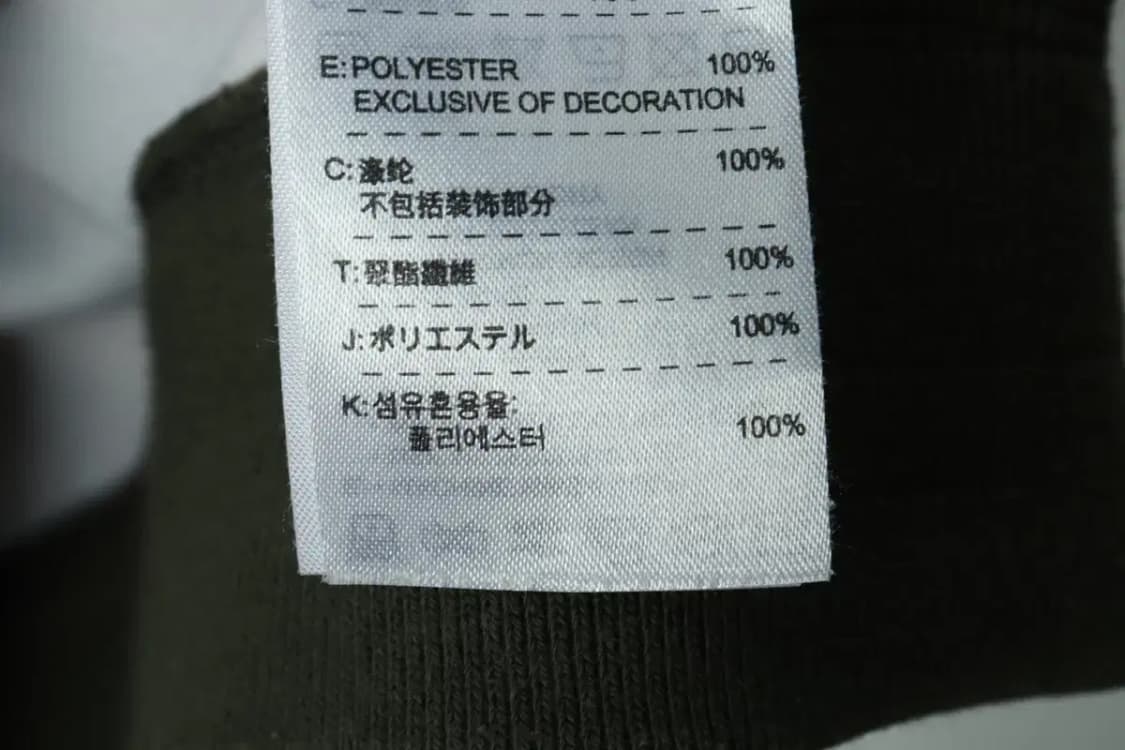 E: POLYESTER 100%
EXCLUSIVE OF DECORATION
C: 涤纶 100%
不包括装饰部分
T: 聚酯纖維 100%
J: ポリエステル 100%
K: 섬유혼용율:
폴리에스터 100%